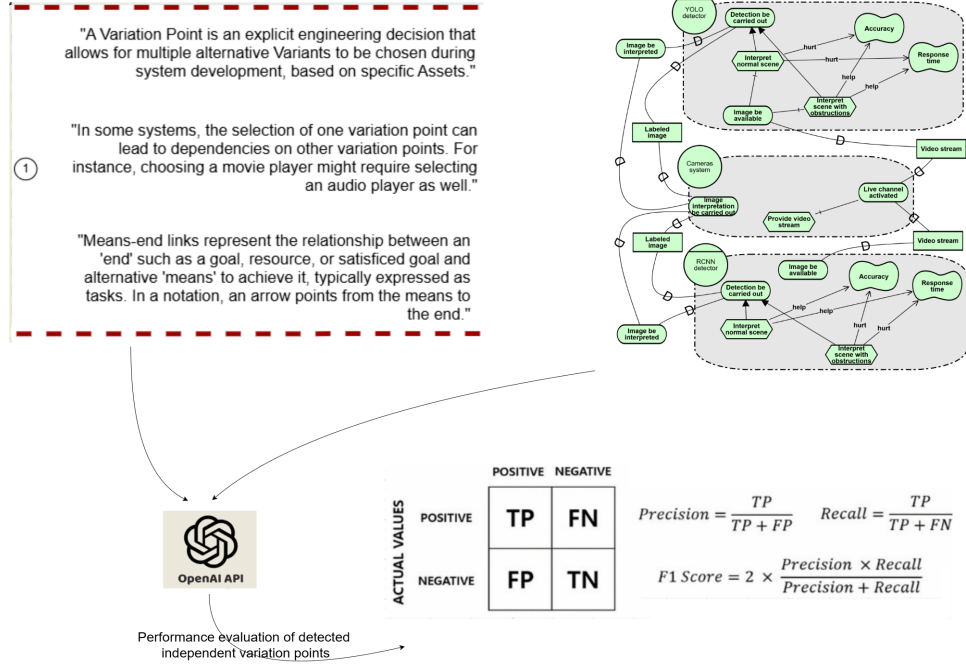 "A Variation Point is an explicit engineering decision that
allows for multiple alternative Variants to be chosen during
system development, based on specific Assets."
1
"In some systems, the selection of one variation point can
lead to dependencies on other variation points. For
instance, choosing a movie player might require selecting
an audio player as well."
"Means-end links represent the relationship between an
'end' such as a goal, resource, or satisficed goal and
alternative 'means' to achieve it, typically expressed as
tasks. In a notation, an arrow points from the means to
the end."
YOLO
detector
Detection be
carried out
Accuracy
Image be
interpreted
hurt
Interpret
normal scene
hurt
Response
time
help
help
Interpret
scene with
obstructions
Image be
available
D
D
D
Labeled
image
Video stream
D
D
Cameras
system
D
Live channel
activated
Image
interpretation
be carried out
Provide video
stream
D
D
D
Labeled
image
Video stream
D
D
RCNN
detector
Image be
available
Accuracy
Response
time
Detection be
carried out
D
D
help
help
Image be
interpreted
Interpret
normal scene
hurt
hurt
Interpret
scene with
obstructions
OpenAI API
Performance evaluation of detected
independent variation points
POSITIVE NEGATIVE
ACTUAL VALUES
POSITIVE TP FN
NEGATIVE FP TN
Precision = TP / TP + FP
Recall = TP / TP + FN
F1 Score = 2 × Precision × Recall / Precision + Recall